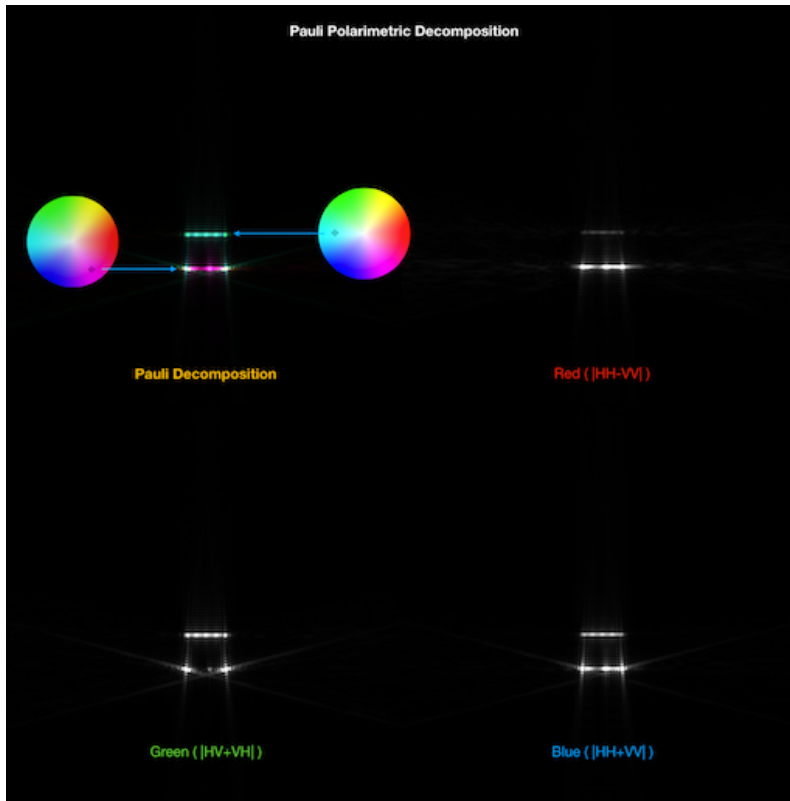 Pauli Polarimetric Decomposition
Pauli Decomposition
Red ( |HH-VV| )
Green ( |HV+VH| )
Blue ( |HH+VV| )